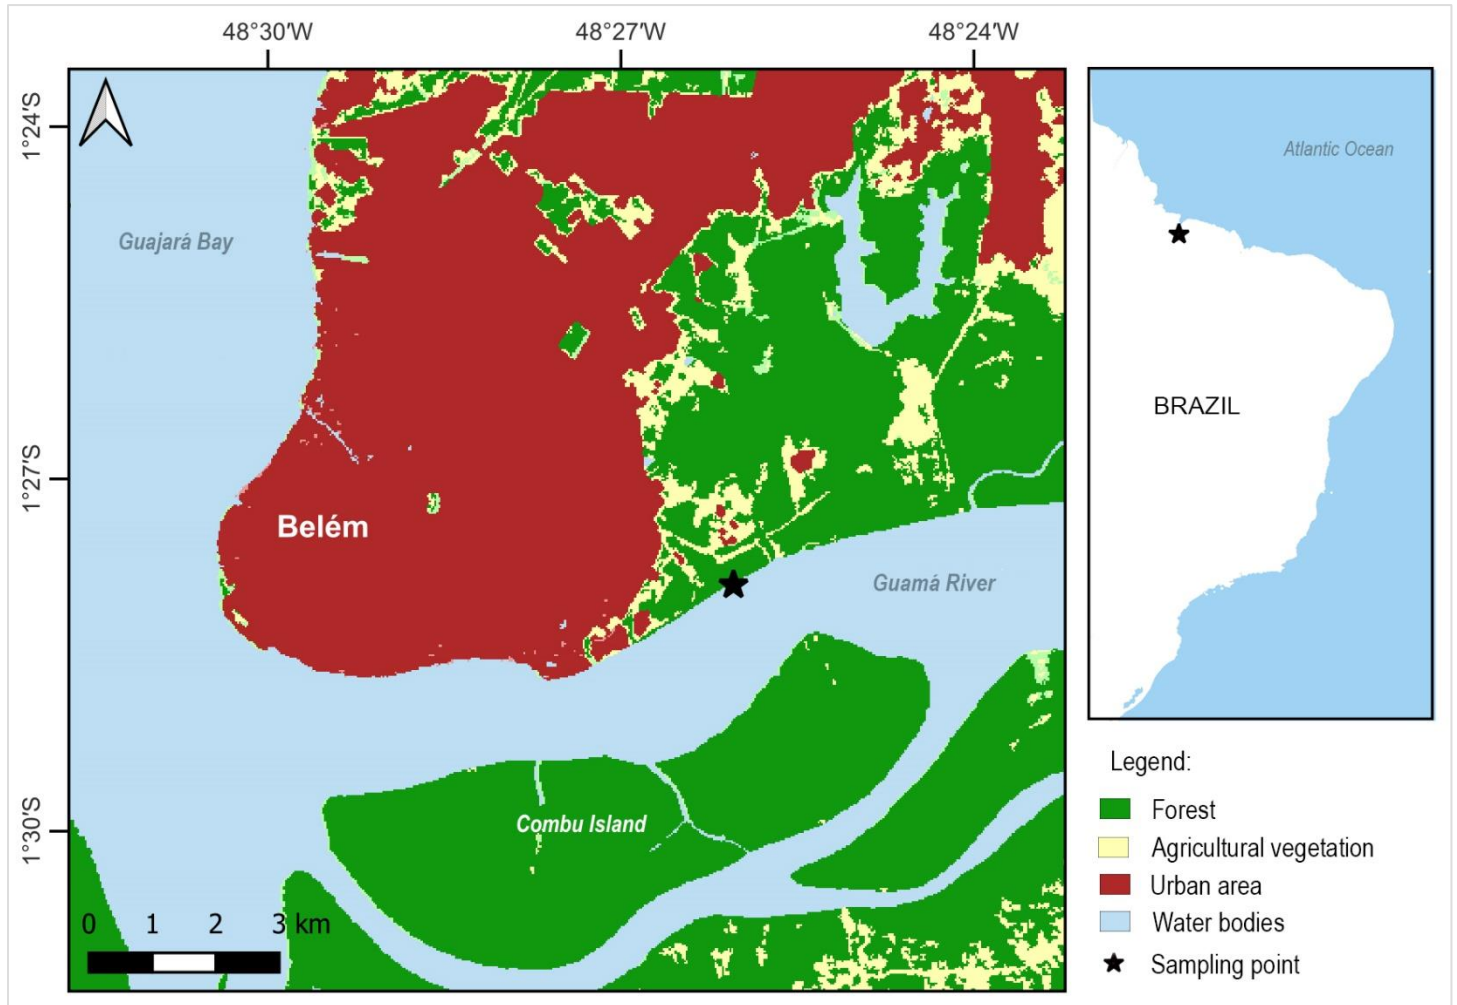 48°30'W
48°27'W
48°24'W
1°24'S
1°27'S
1°30'S
Guajará Bay
Belém
Guamá River
Combu Island
0 1 2 3 km
Atlantic Ocean
BRAZIL
Legend:
Forest
Agricultural vegetation
Urban area
Water bodies
Sampling point